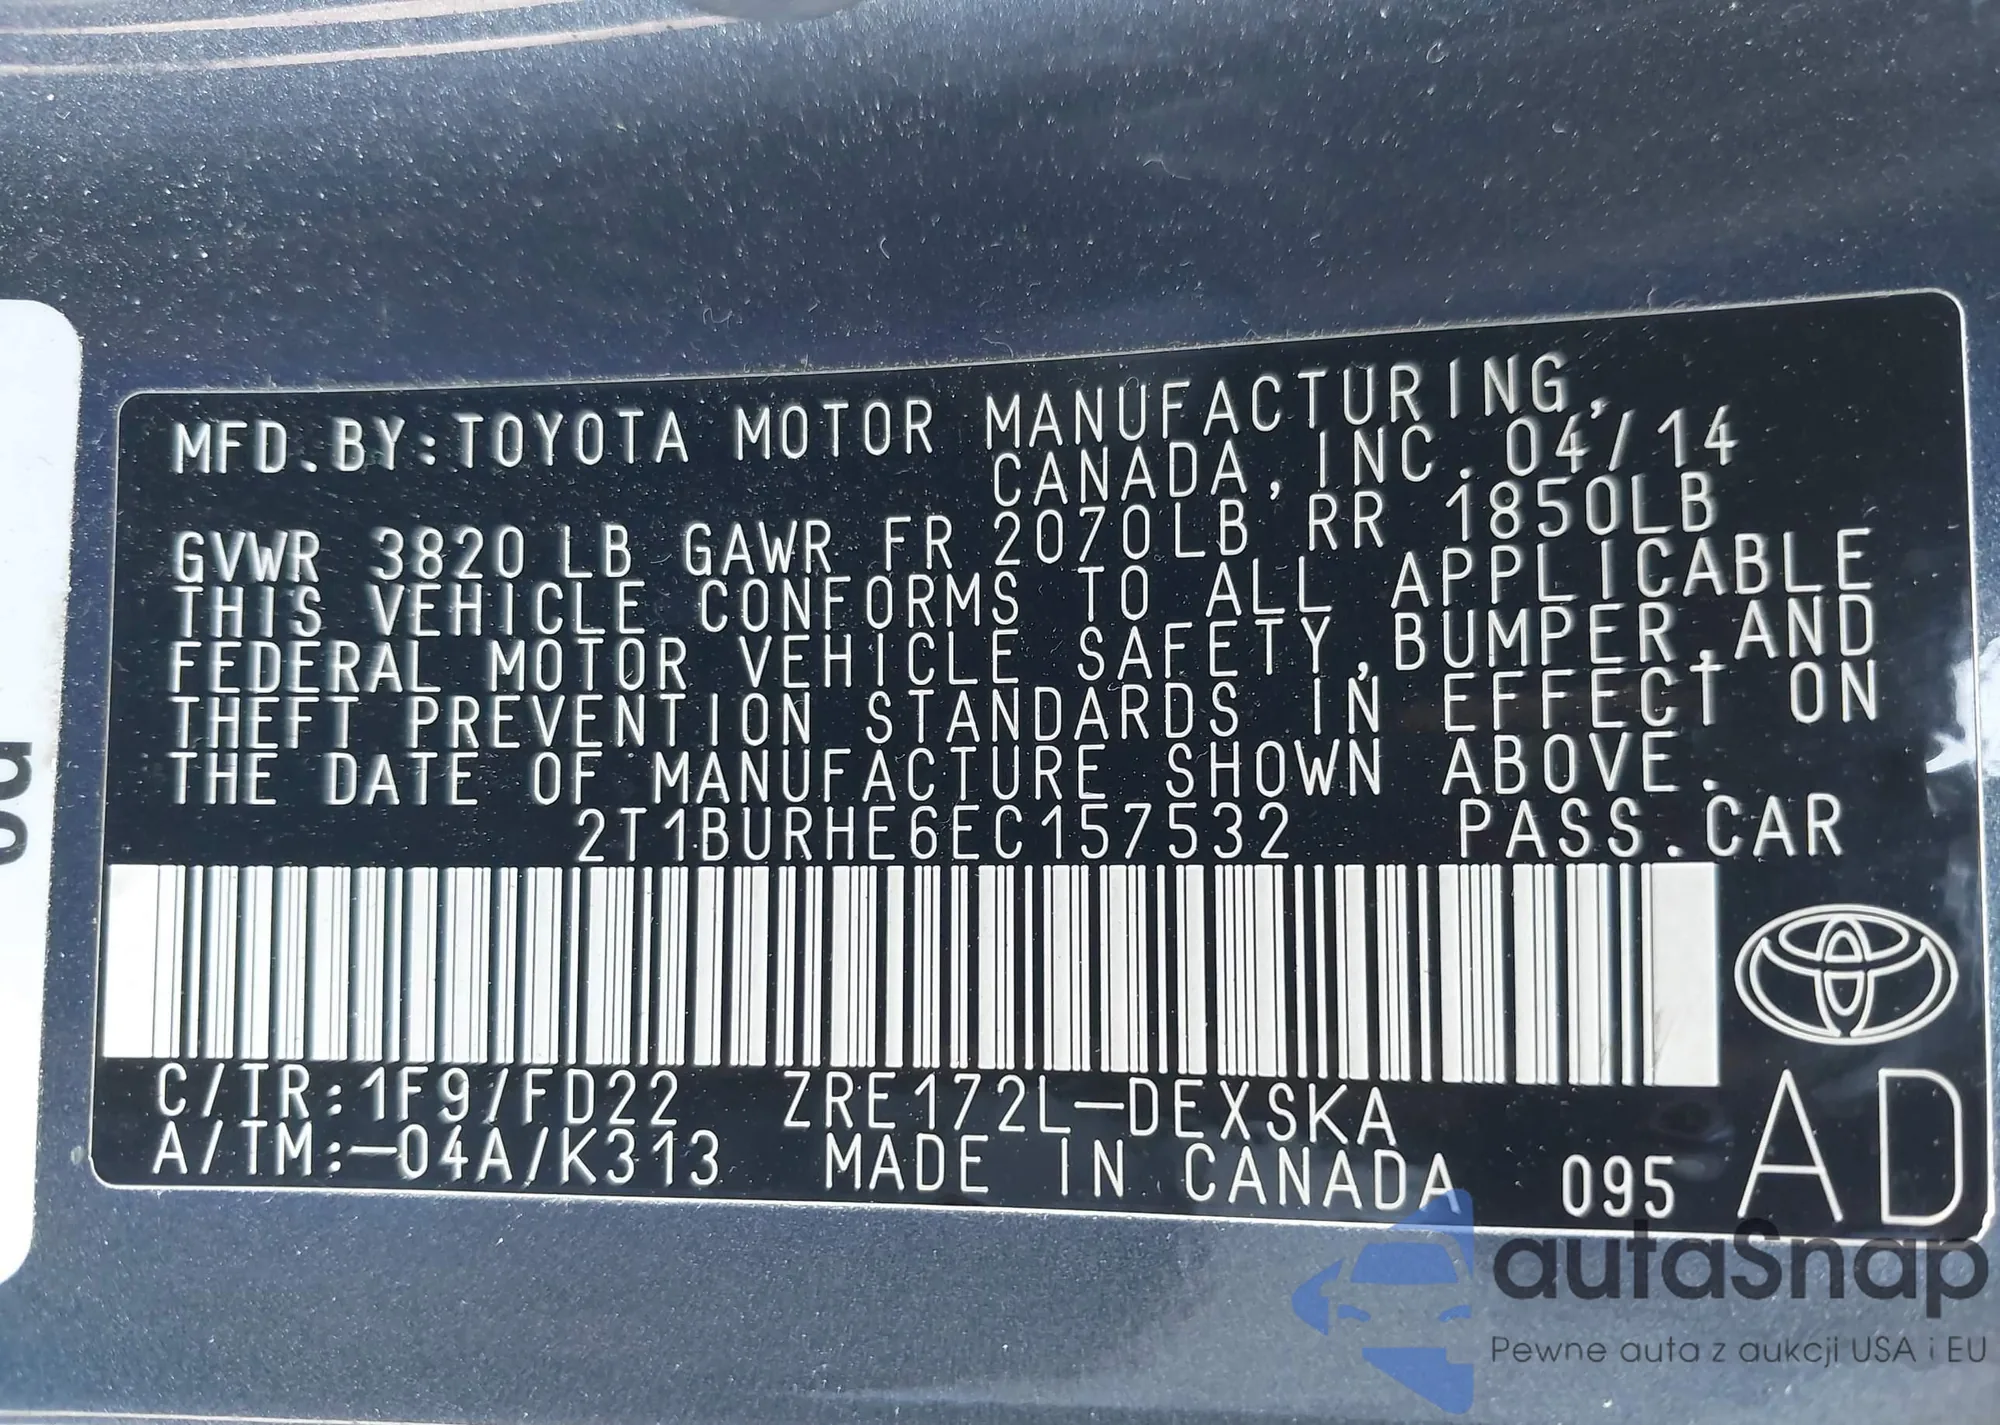 MFD.BY:TOYOTA MOTOR MANUFACTURING,
CANADA, INC. 04/14
GVWR 3820 LB GAWR FR 2070LB RR 1850LB
THIS VEHICLE CONFORMS TO ALL APPLICABLE
FEDERAL MOTOR VEHICLE SAFETY,BUMPER,AND
THEFT PREVENTION STANDARDS IN EFFECT ON
THE DATE OF MANUFACTURE SHOWN ABOVE.
2T1BURHE6EC157532 PASS.CAR
C/TR:1F9/FD22 ZRE172L-DEXSKA
A/TM:-04A/K313 MADE IN CANADA 095 AD
autaSnap
Pewne auta z aukcji USA i EU